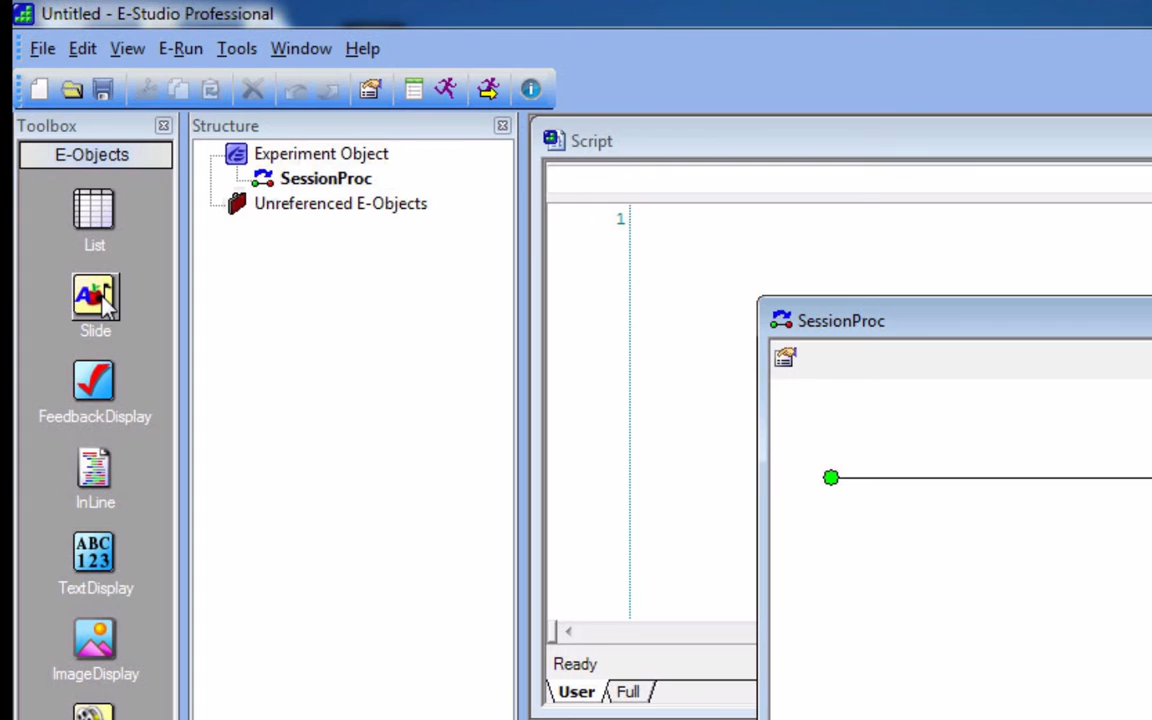 Untitled - E-Studio Professional
File Edit View E-Run Tools Window Help
Toolbox
E-Objects
List
Slide
FeedbackDisplay
InLine
ABC
123
TextDisplay
ImageDisplay
Structure
Experiment Object
SessionProc
Unreferenced E-Objects
Script
1
Ready
User Full
SessionProc